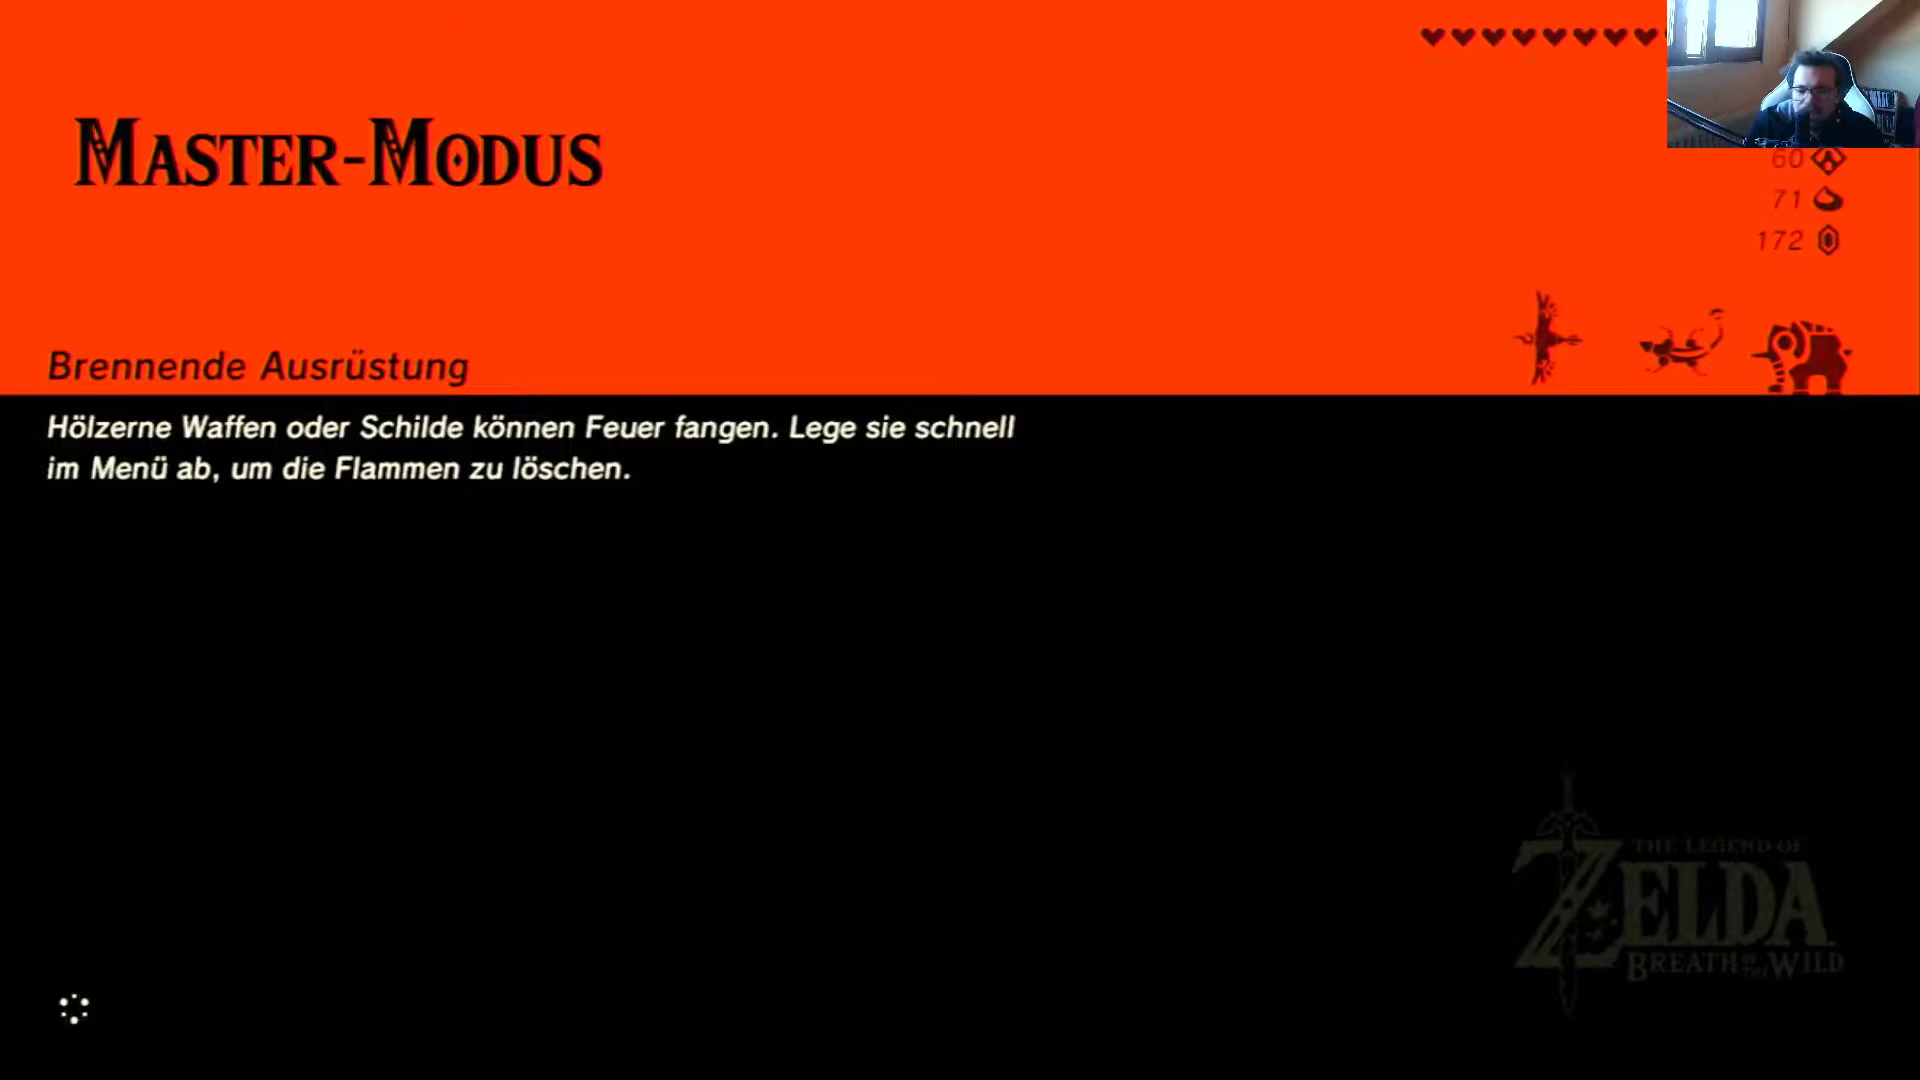 MASTER-MODUS
60
71
172
Brennende Ausrüstung
Hölzerne Waffen oder Schilde können Feuer fangen. Lege sie schnell
im Menü ab, um die Flammen zu löschen.
THE LEGEND OF
ZELDA
BREATH OF THE WILD